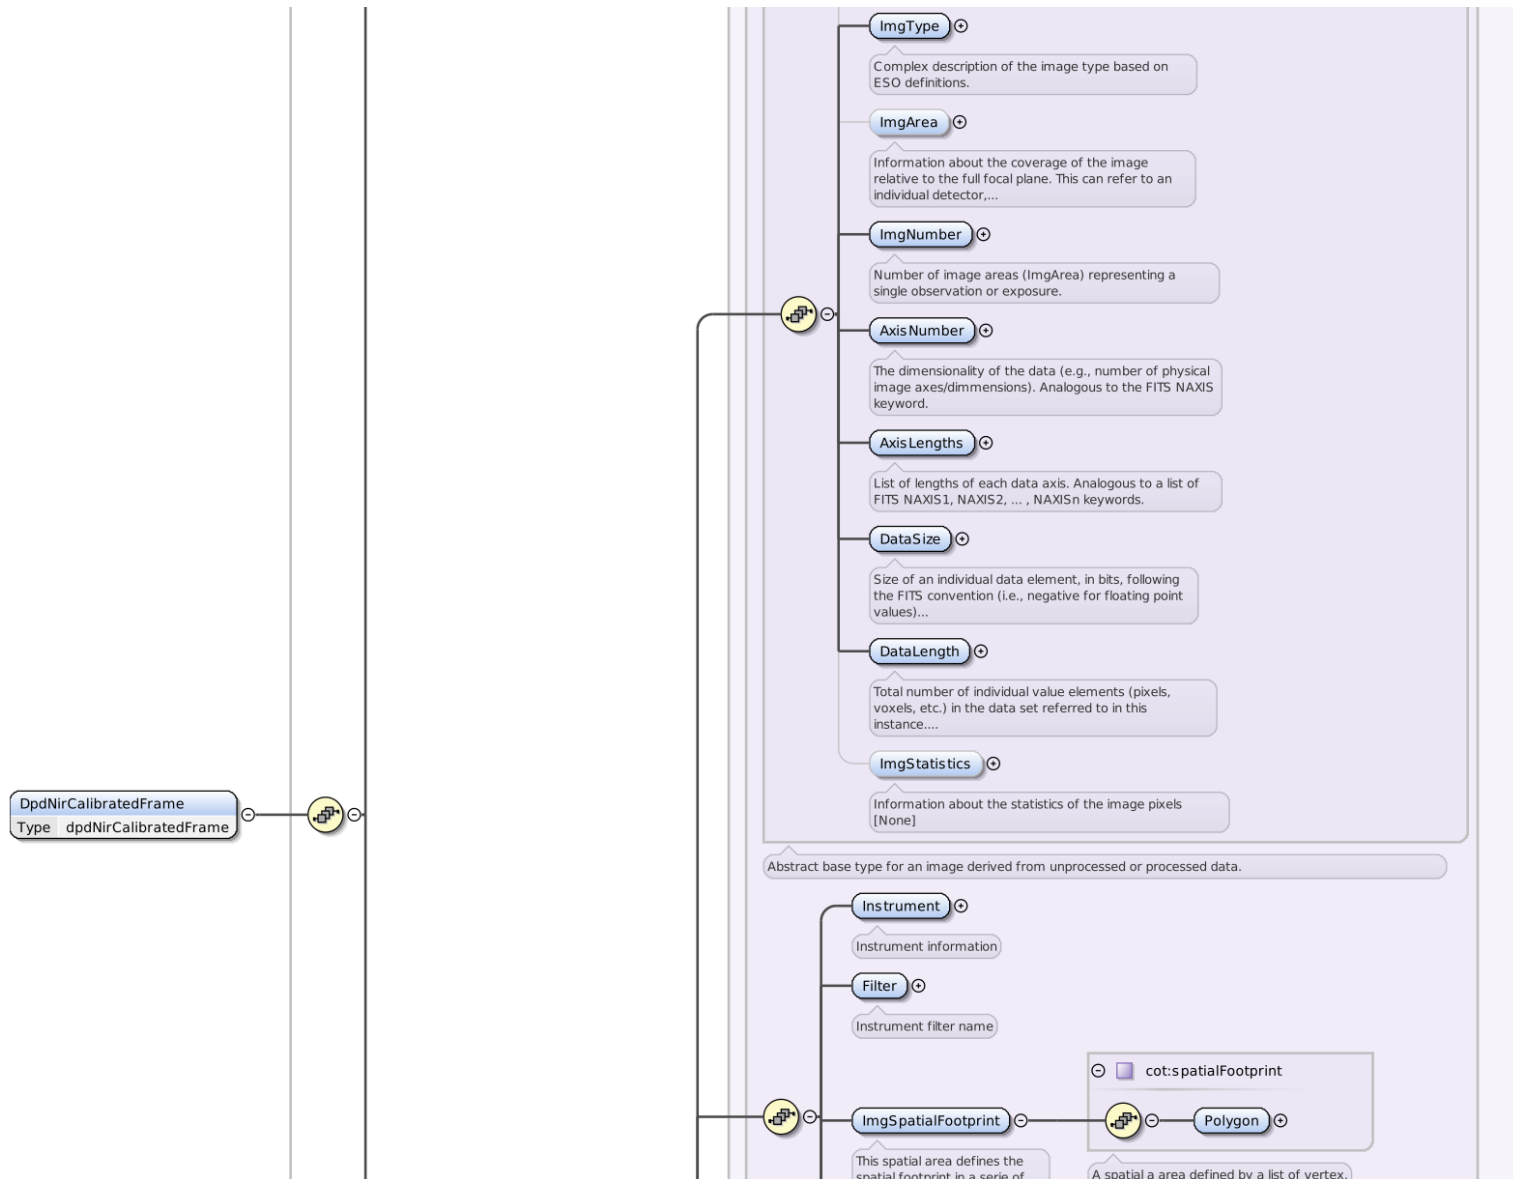 ImgType
Complex description of the image type based on
ESO definitions.
ImgArea
Information about the coverage of the image
relative to the full focal plane. This can refer to an
individual detector,...
ImgNumber
Number of image areas (ImgArea) representing a
single observation or exposure.
AxisNumber
The dimensionality of the data (e.g., number of physical
image axes/dimmensions). Analogous to the FITS NAXIS
keyword.
AxisLengths
List of lengths of each data axis. Analogous to a list of
FITS NAXIS1, NAXIS2, ... , NAXISn keywords.
DataSize
Size of an individual data element, in bits, following
the FITS convention (i.e., negative for floating point
values)...
DataLength
Total number of individual value elements (pixels,
voxels, etc.) in the data set referred to in this
instance....
ImgStatistics
Information about the statistics of the image pixels
[None]
DpdNirCalibratedFrame
Type dpdNirCalibratedFrame
Abstract base type for an image derived from unprocessed or processed data.
Instrument
Instrument information
Filter
Instrument filter name
cot:spatialFootprint
ImgSpatialFootprint
Polygon
This spatial area defines the
spatial footprint in a serie of
A spatial a area defined by a list of vertex.